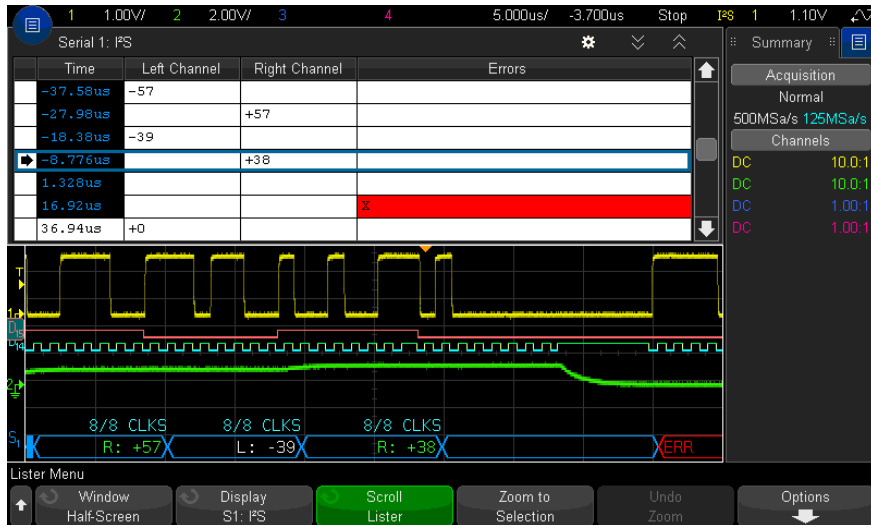 1 1.00V/ 2 2.00V/ 3 4 5.000us/ -3.700us Stop I²S 1 1.10V
Serial 1: I²S
Summary
Time Left Channel Right Channel Errors
Acquisition
Normal
500MSa/s 125MSa/s
Channels
DC 10.0:1
DC 10.0:1
DC 1.00:1
DC 1.00:1
-37.58us -57
-27.98us +57
-18.38us -39
-8.776us +38
1.328us
16.92us X
36.94us +0
T
1
D15
D14
2
8/8 CLKS 8/8 CLKS 8/8 CLKS
S1 R: +57 L: -39 R: +38 ERR
Lister Menu
Window Display Scroll Zoom to Undo Options
Half-Screen S1: I²S Lister Selection Zoom